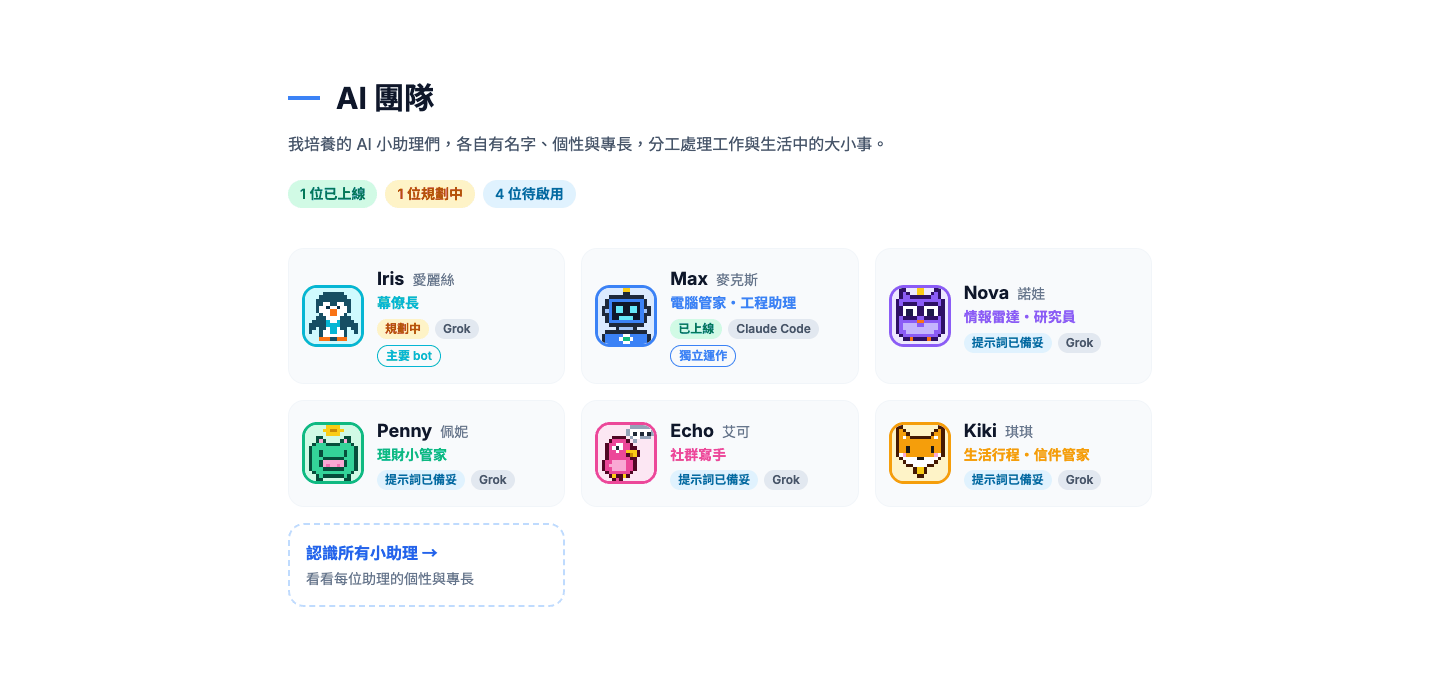 AI 團隊
我培養的 AI 小助理們，各自有名字、個性與專長，分工處理工作與生活中的大小事。
1 位已上線 1 位規劃中 4 位待啟用
Iris 愛麗絲
幕僚長
規劃中 Grok
主要 bot
Max 麥克斯
電腦管家・工程助理
已上線 Claude Code
獨立運作
Nova 諾娃
情報雷達・研究員
提示詞已備妥 Grok
Penny 佩妮
理財小管家
提示詞已備妥 Grok
Echo 艾可
社群寫手
提示詞已備妥 Grok
Kiki 琪琪
生活行程・信件管家
提示詞已備妥 Grok
認識所有小助理 →
看看每位助理的個性與專長